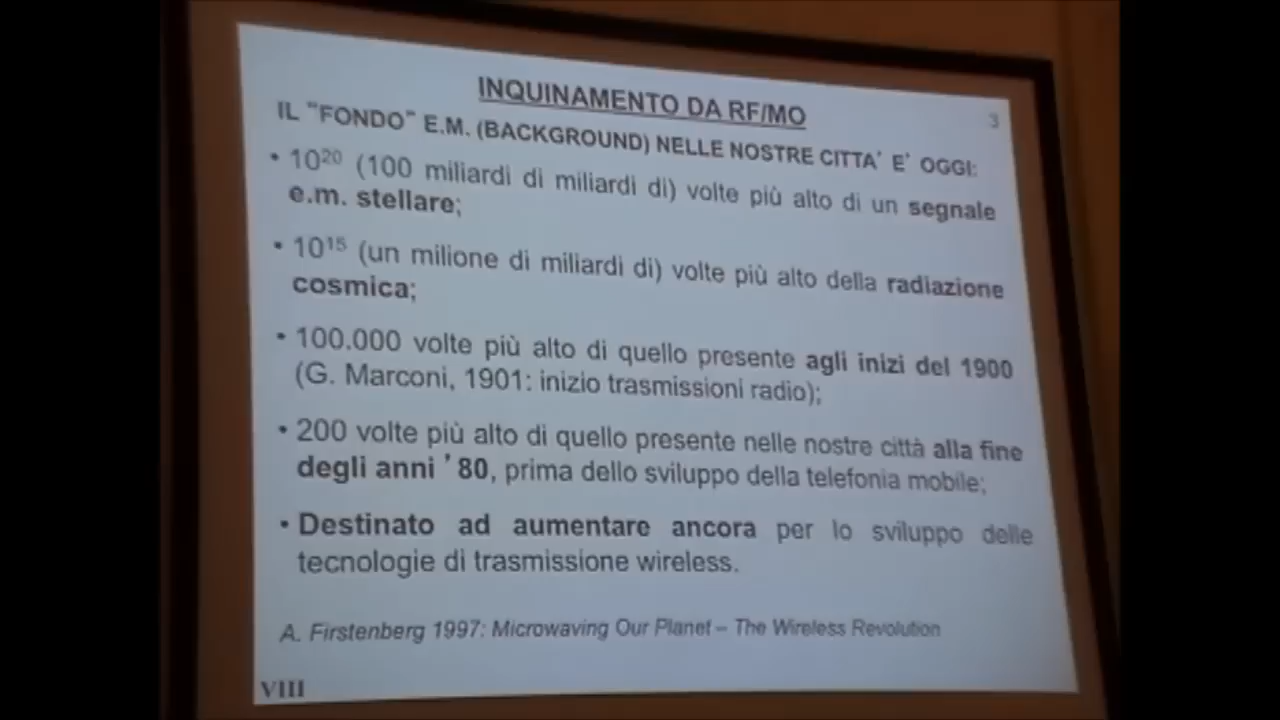 INQUINAMENTO DA RF/MO
3
IL "FONDO" E.M. (BACKGROUND) NELLE NOSTRE CITTA' E' OGGI:
• 10²⁰ (100 miliardi di miliardi di) volte più alto di un segnale
e.m. stellare;
• 10¹⁵ (un milione di miliardi di) volte più alto della radiazione
cosmica;
• 100.000 volte più alto di quello presente agli inizi del 1900
(G. Marconi, 1901: inizio trasmissioni radio);
• 200 volte più alto di quello presente nelle nostre città alla fine
degli anni '80, prima dello sviluppo della telefonia mobile;
• Destinato ad aumentare ancora per lo sviluppo delle
tecnologie di trasmissione wireless.
A. Firstenberg 1997: Microwaving Our Planet – The Wireless Revolution
VIII